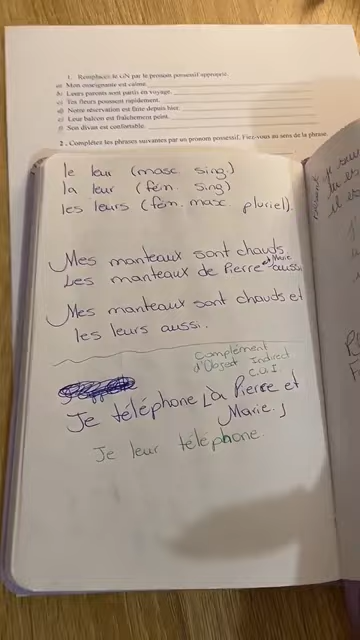 1. Remplacez le GN par le pronom possessif approprié.
a) Mon enseignante est calme.
b) Leurs parents sont partis en voyage.
c) Tes fleurs poussent rapidement.
d) Notre réservation est faite depuis hier.
e) Leur balcon est fraîchement peint.
f) Son divan est confortable.
2. Complétez les phrases suivantes par un pronom possessif. Fiez-vous au sens de la phrase.
le leur (masc. sing.)
la leur (fém. sing)
les leurs (fém. masc. pluriel).
Mes manteaux sont chauds
Les manteaux de Pierre et Marie aussi.
Mes manteaux sont chauds et
les leurs aussi..
Complément
d'Objet Indirect
C.O.I.
Je téléphone [à Pierre et
Marie.]
Je leur téléphone.